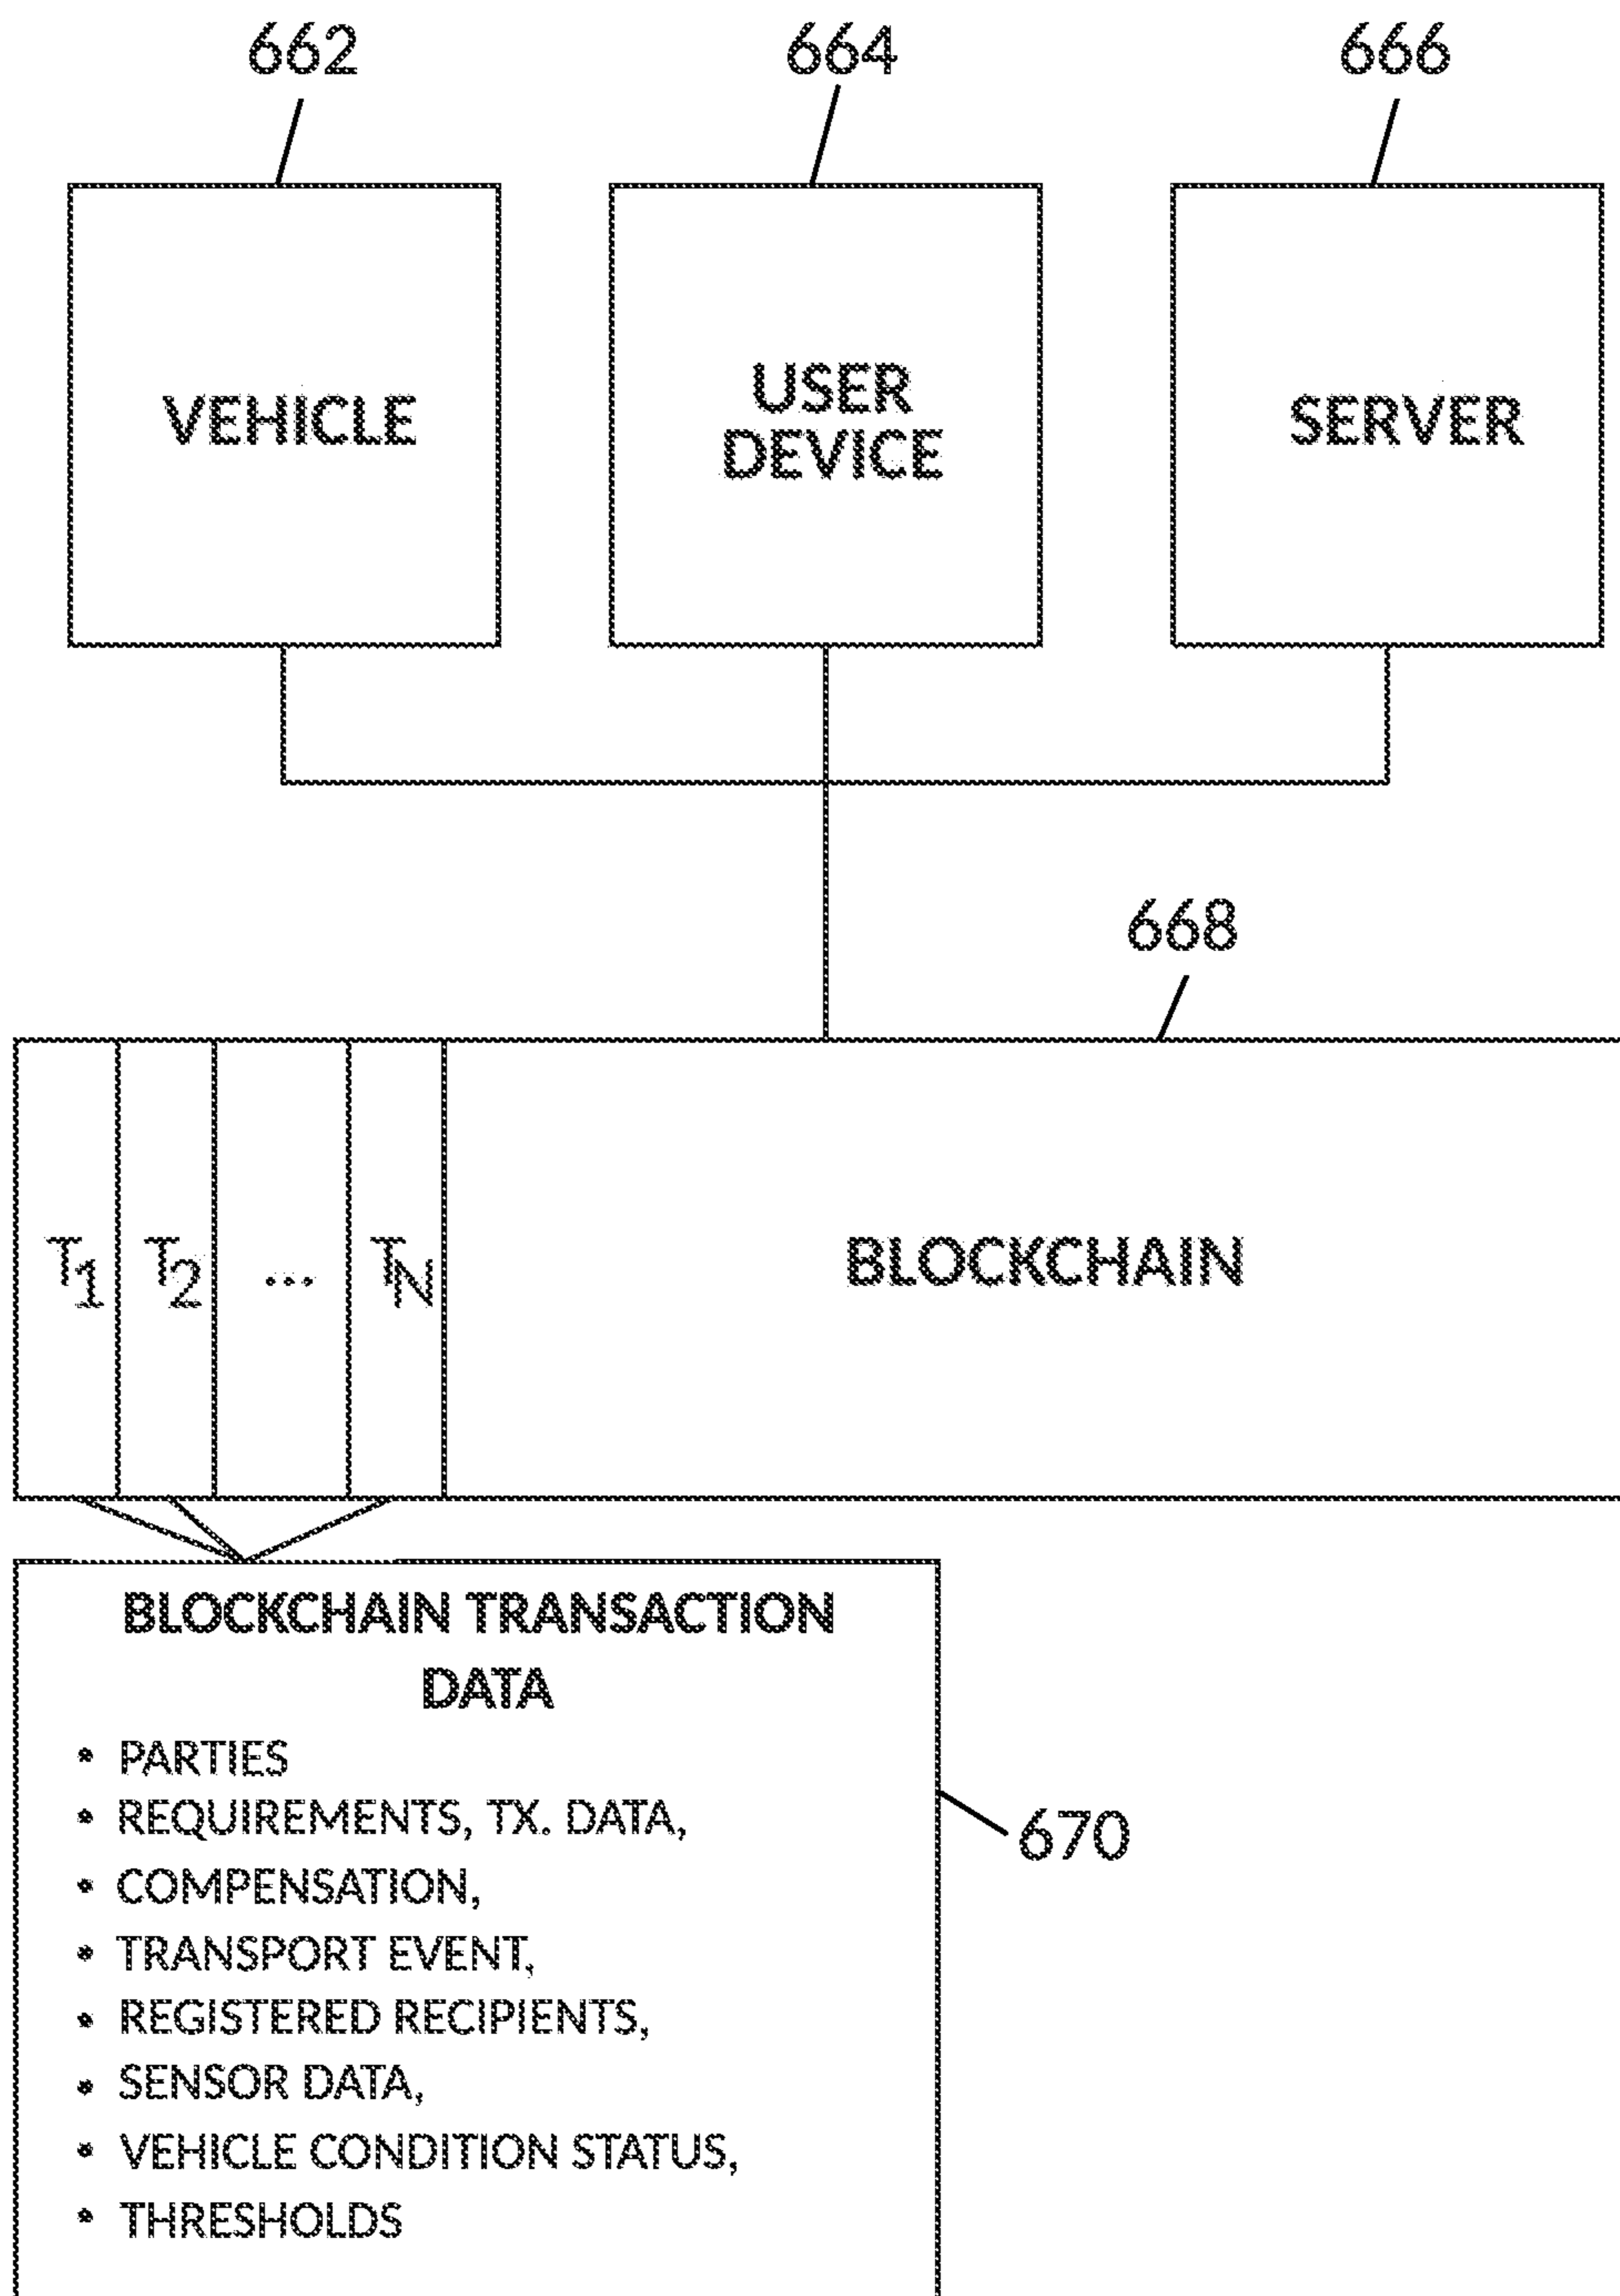 662
664
666
VEHICLE
USER
DEVICE
SERVER
668
T1
T2
...
TN
BLOCKCHAIN
BLOCKCHAIN TRANSACTION
DATA
• PARTIES
• REQUIREMENTS, TX. DATA,
• COMPENSATION,
• TRANSPORT EVENT,
• REGISTERED RECIPIENTS,
• SENSOR DATA,
• VEHICLE CONDITION STATUS,
• THRESHOLDS
670